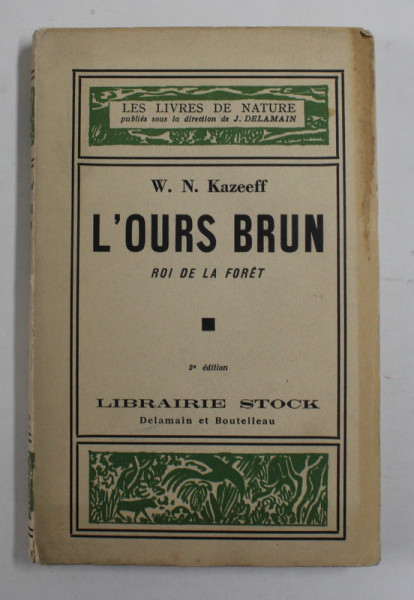 LES LIVRES DE NATURE
publiés sous la direction de J. DELAMAIN
W. N. Kazeeff
L'OURS BRUN
ROI DE LA FORÊT
2e édition
LIBRAIRIE STOCK
Delamain et Boutelleau